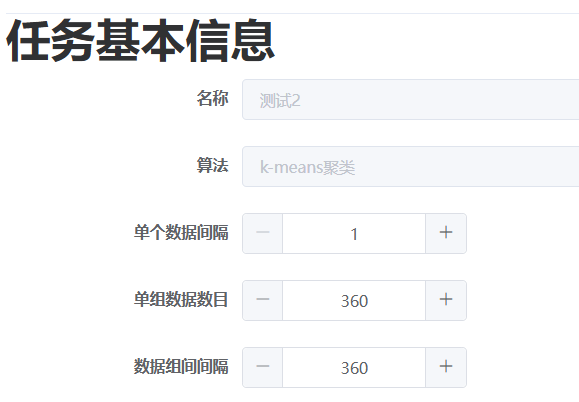 任务基本信息
名称 测试2
算法 k-means聚类
单个数据间隔 1
单组数据数目 360
数据组间间隔 360